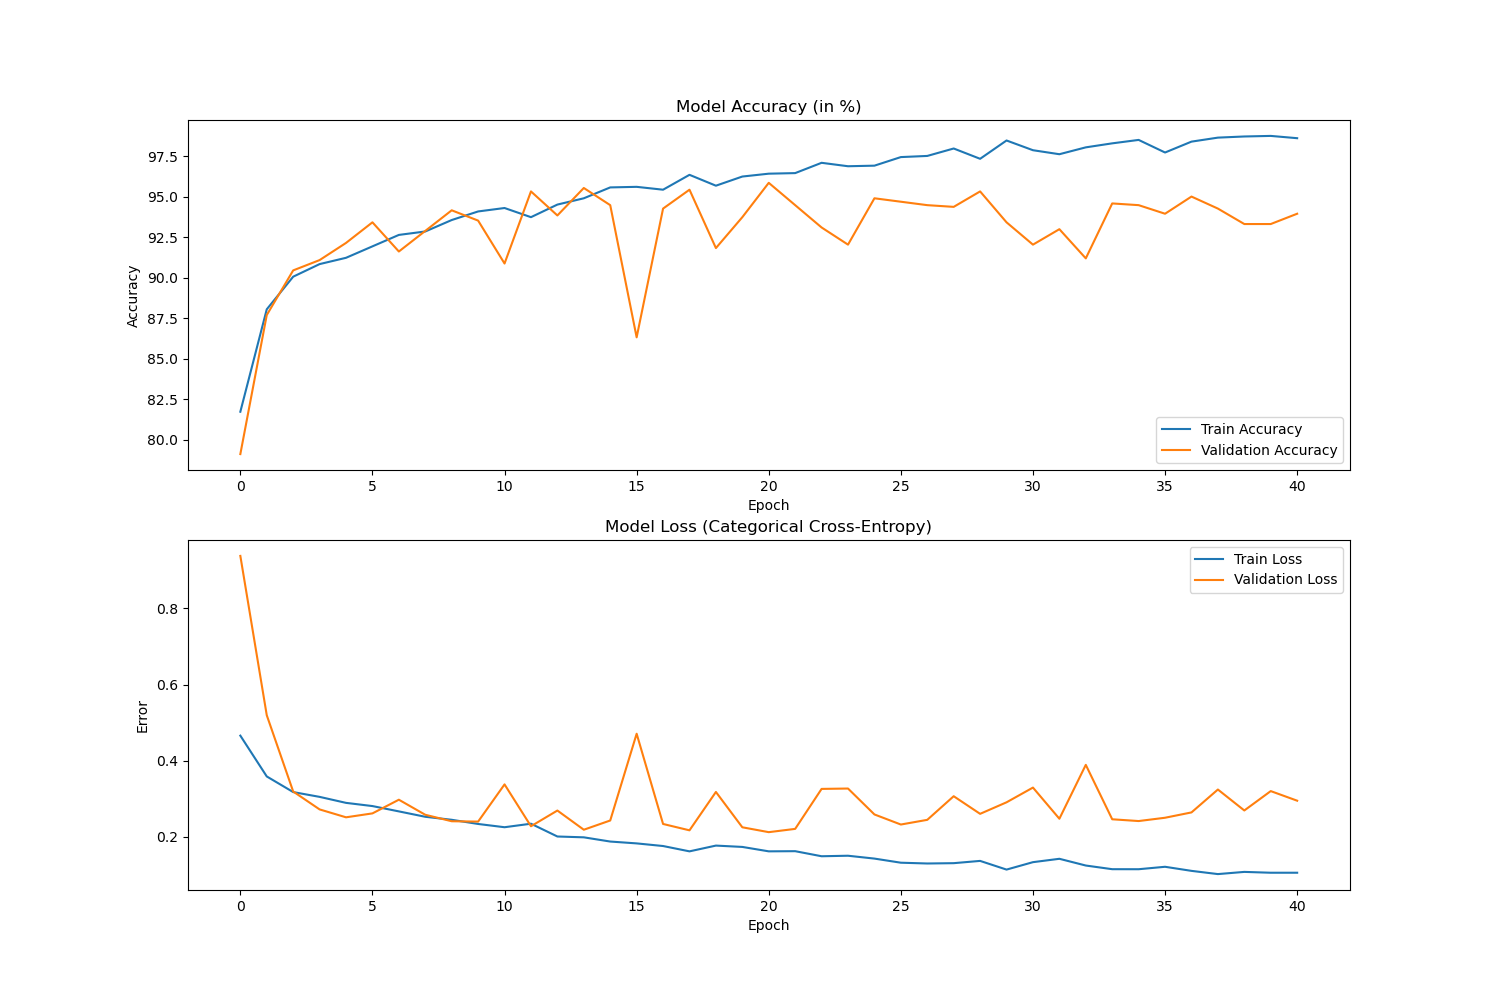 Model Accuracy (in %)
Accuracy
97.5
95.0
92.5
90.0
87.5
85.0
82.5
80.0
Train Accuracy
Validation Accuracy
0 5 10 15 20 25 30 35 40
Epoch
Model Loss (Categorical Cross-Entropy)
Error
0.8
0.6
0.4
0.2
Train Loss
Validation Loss
0 5 10 15 20 25 30 35 40
Epoch